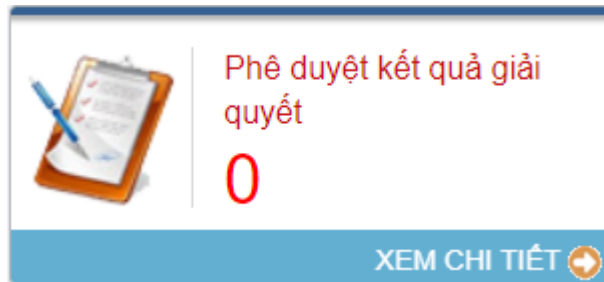 Phê duyệt kết quả giải
quyết
0
XEM CHI TIẾT